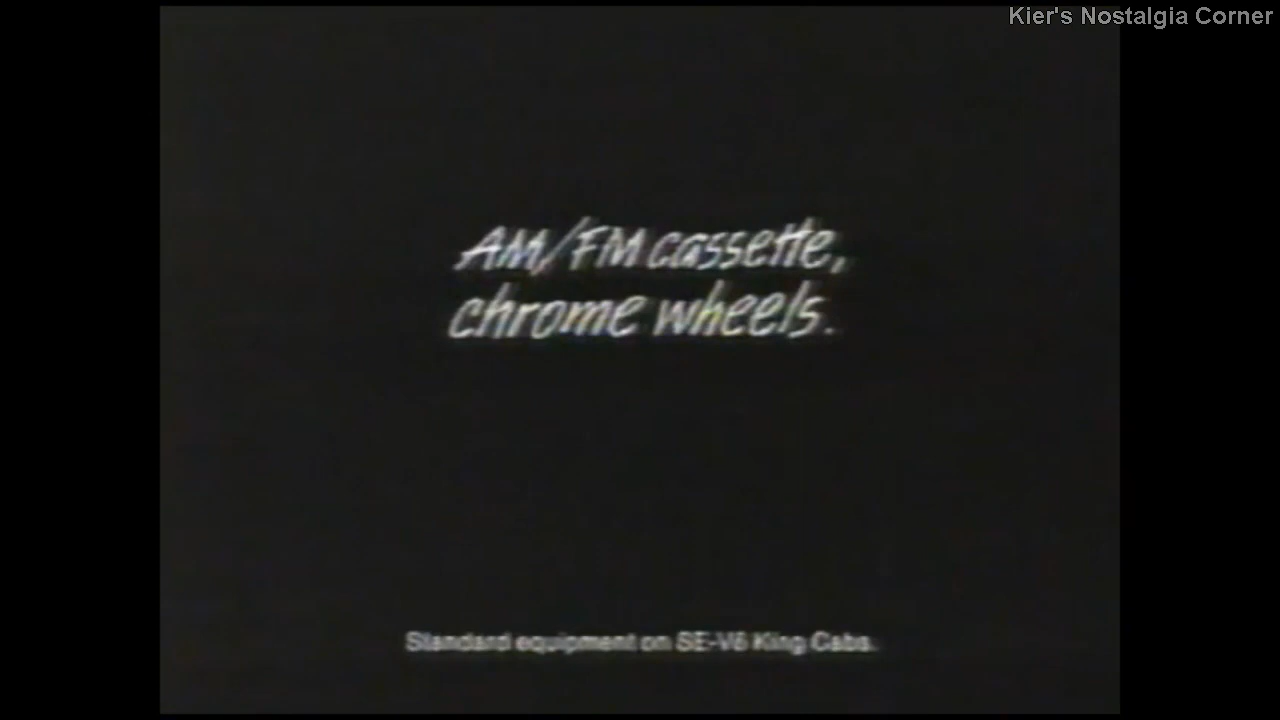 Kier's Nostalgia Corner
AM/FM cassette,
chrome wheels.
Standard equipment on SE-V6 King Cabs.